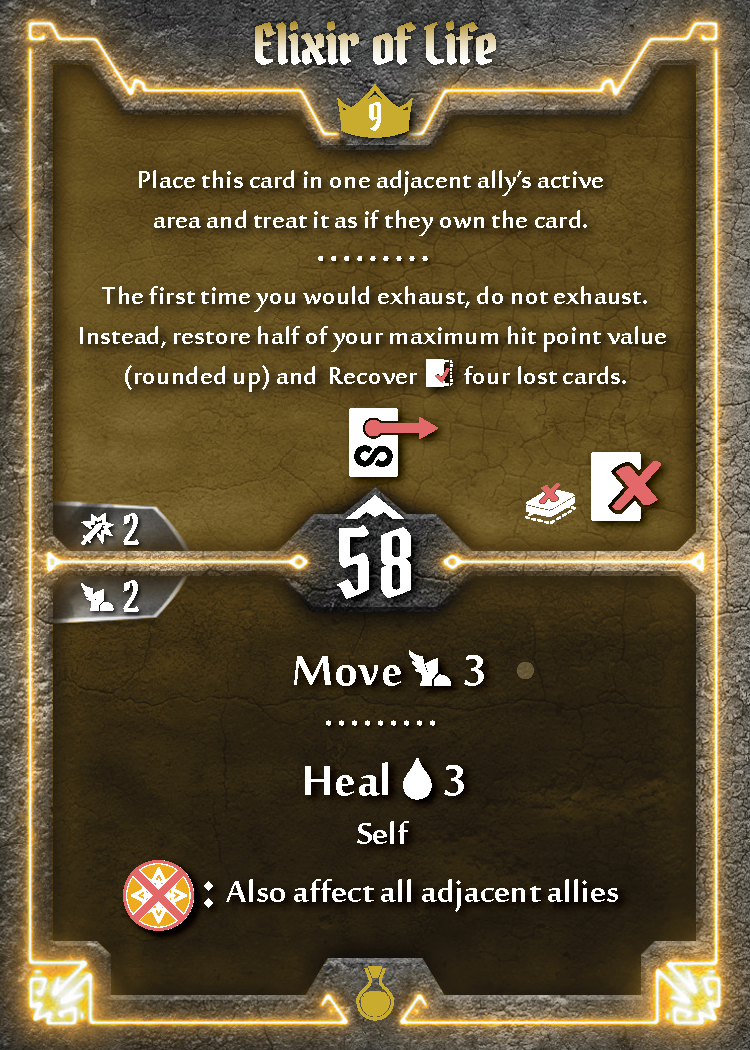 Elixir of Life
9
Place this card in one adjacent ally's active
area and treat it as if they own the card.
The first time you would exhaust, do not exhaust.
Instead, restore half of your maximum hit point value
(rounded up) and Recover four lost cards.
2
58
2
Move 3
Heal 3
Self
: Also affect all adjacent allies